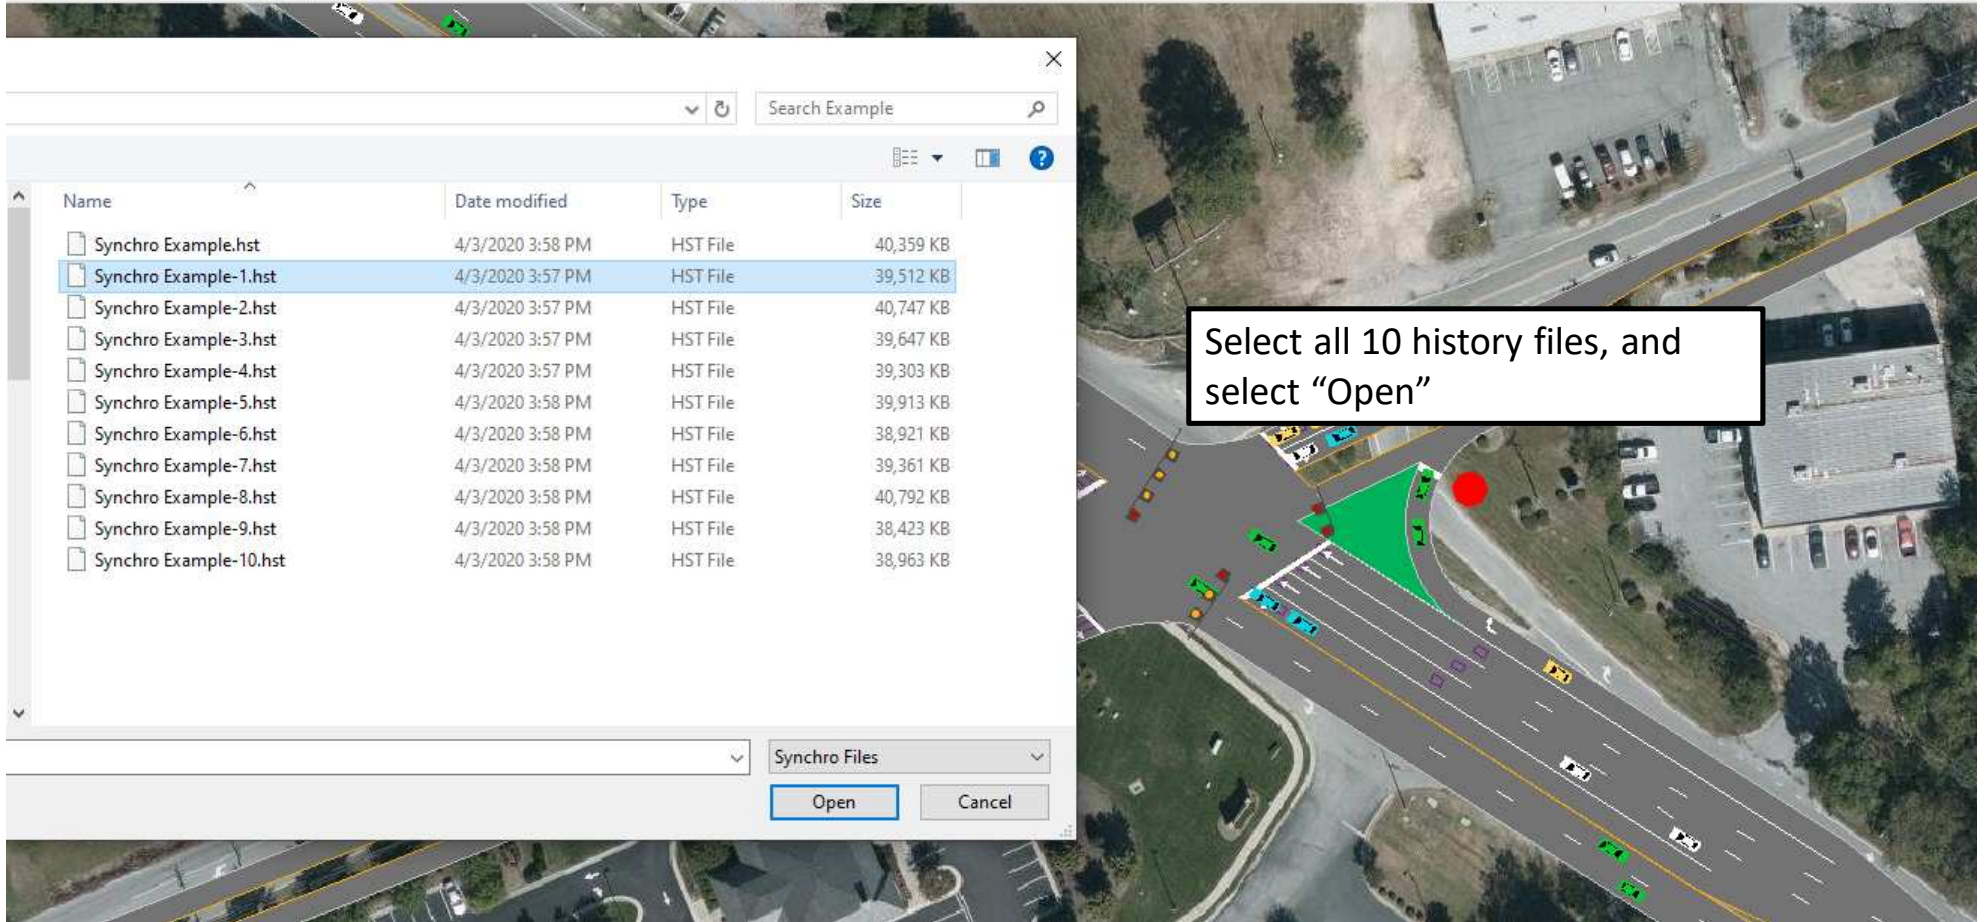 Search Example
Name Date modified Type Size
Synchro Example.hst 4/3/2020 3:58 PM HST File 40,359 KB
Synchro Example-1.hst 4/3/2020 3:57 PM HST File 39,512 KB
Synchro Example-2.hst 4/3/2020 3:57 PM HST File 40,747 KB
Synchro Example-3.hst 4/3/2020 3:57 PM HST File 39,647 KB
Synchro Example-4.hst 4/3/2020 3:57 PM HST File 39,303 KB
Synchro Example-5.hst 4/3/2020 3:58 PM HST File 39,913 KB
Synchro Example-6.hst 4/3/2020 3:58 PM HST File 38,921 KB
Synchro Example-7.hst 4/3/2020 3:58 PM HST File 39,361 KB
Synchro Example-8.hst 4/3/2020 3:58 PM HST File 40,792 KB
Synchro Example-9.hst 4/3/2020 3:58 PM HST File 38,423 KB
Synchro Example-10.hst 4/3/2020 3:58 PM HST File 38,963 KB
Synchro Files
Open Cancel
Select all 10 history files, and
select “Open”